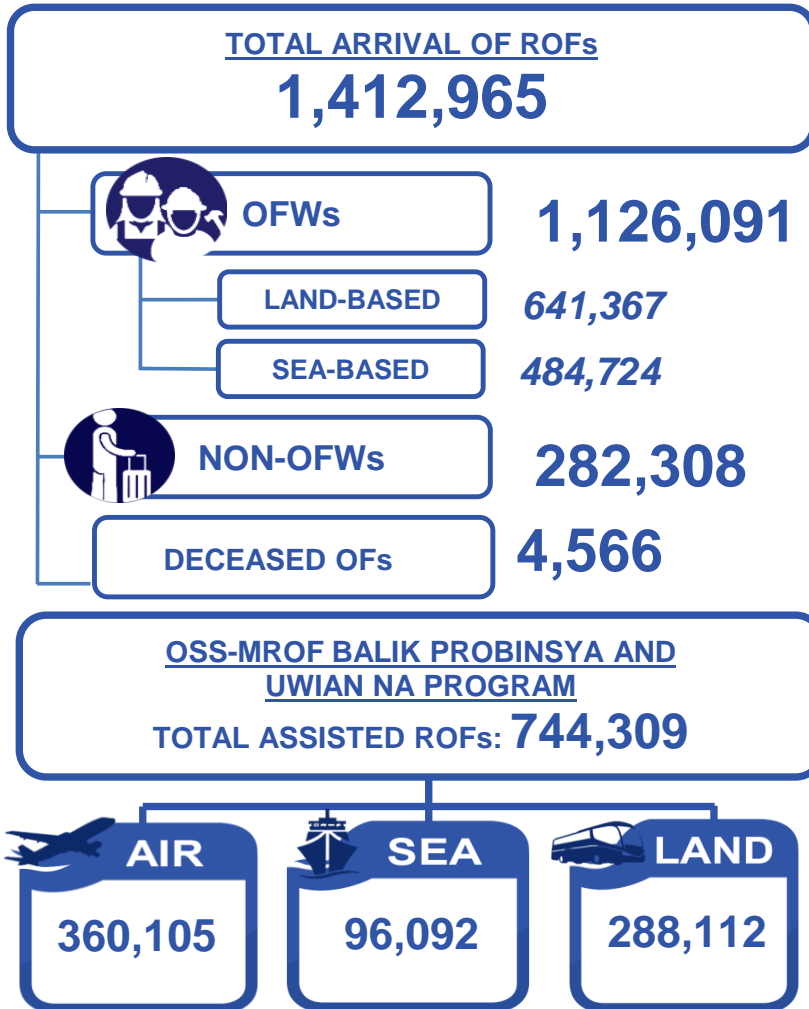 TOTAL ARRIVAL OF ROFs
1,412,965
OFWs
1,126,091
LAND-BASED
641,367
SEA-BASED
484,724
NON-OFWs
282,308
DECEASED OFs
4,566
OSS-MROF BALIK PROBINSYA AND
UWIAN NA PROGRAM
TOTAL ASSISTED ROFs: 744,309
AIR
360,105
SEA
96,092
LAND
288,112